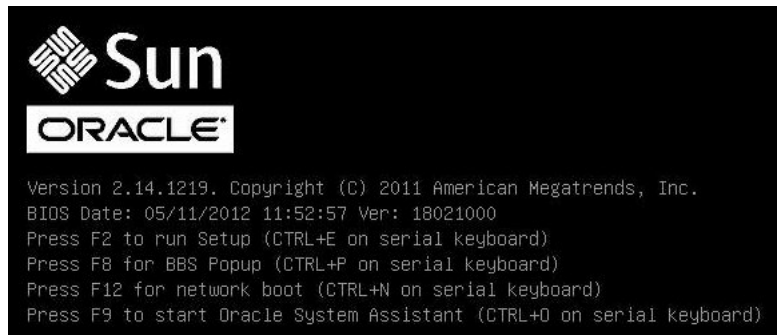 Sun
ORACLE
Version 2.14.1219. Copyright (C) 2011 American Megatrends, Inc.
BIOS Date: 05/11/2012 11:52:57 Ver: 18021000
Press F2 to run Setup (CTRL+E on serial keyboard)
Press F8 for BBS Popup (CTRL+P on serial keyboard)
Press F12 for network boot (CTRL+N on serial keyboard)
Press F9 to start Oracle System Assistant (CTRL+O on serial keyboard)